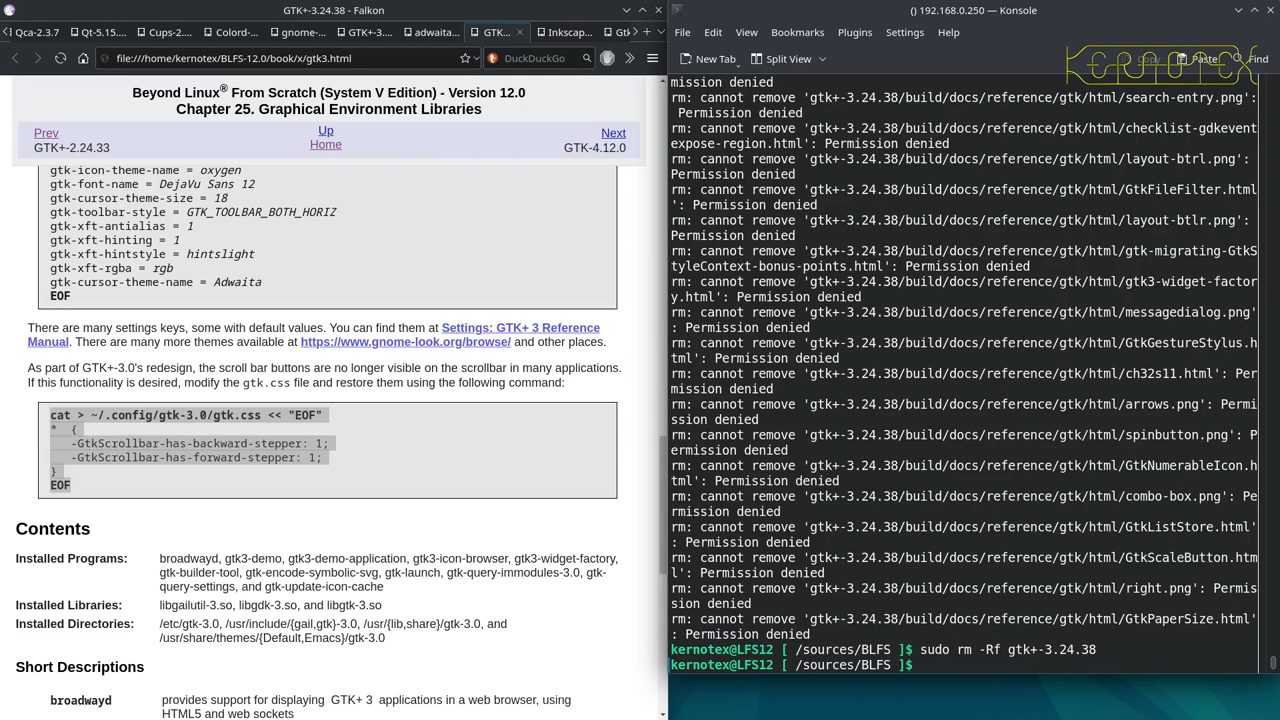 GTK+-3.24.38 - Falkon
Qca-2.3.7
Qt-5.15....
Cups-2....
Colord-...
gnome-...
GTK+-3...
adwaita...
GTK...
Inkscap...
Gtk
file:///home/kernotex/BLFS-12.0/book/x/gtk3.html
DuckDuckGo
Beyond Linux® From Scratch (System V Edition) - Version 12.0
Chapter 25. Graphical Environment Libraries
Prev
Up
Next
GTK+-2.24.33
Home
GTK-4.12.0
gtk-icon-theme-name = oxygen
gtk-font-name = DejaVu Sans 12
gtk-cursor-theme-size = 18
gtk-toolbar-style = GTK_TOOLBAR_BOTH_HORIZ
gtk-xft-antialias = 1
gtk-xft-hinting = 1
gtk-xft-hintstyle = hintslight
gtk-xft-rgba = rgb
gtk-cursor-theme-name = Adwaita
EOF
There are many settings keys, some with default values. You can find them at Settings: GTK+ 3 Reference
Manual. There are many more themes available at https://www.gnome-look.org/browse/ and other places.
As part of GTK+-3.0's redesign, the scroll bar buttons are no longer visible on the scrollbar in many applications.
If this functionality is desired, modify the gtk.css file and restore them using the following command:
cat > ~/.config/gtk-3.0/gtk.css << "EOF"
*  {
-GtkScrollbar-has-backward-stepper: 1;
-GtkScrollbar-has-forward-stepper: 1;
}
EOF
Contents
Installed Programs: broadwayd, gtk3-demo, gtk3-demo-application, gtk3-icon-browser, gtk3-widget-factory,
gtk-builder-tool, gtk-encode-symbolic-svg, gtk-launch, gtk-query-immodules-3.0, gtk-
query-settings, and gtk-update-icon-cache
Installed Libraries: libgailutil-3.so, libgdk-3.so, and libgtk-3.so
Installed Directories: /etc/gtk-3.0, /usr/include/{gail,gtk}-3.0, /usr/{lib,share}/gtk-3.0, and
/usr/share/themes/{Default,Emacs}/gtk-3.0
Short Descriptions
broadwayd provides support for displaying GTK+ 3 applications in a web browser, using
HTML5 and web sockets
() 192.168.0.250 — Konsole
File Edit View Bookmarks Plugins Settings Help
New Tab Split View Copy Paste Find
KERNOTEX
mission denied
rm: cannot remove 'gtk+-3.24.38/build/docs/reference/gtk/html/search-entry.png':
Permission denied
rm: cannot remove 'gtk+-3.24.38/build/docs/reference/gtk/html/checklist-gdkevent
expose-region.html': Permission denied
rm: cannot remove 'gtk+-3.24.38/build/docs/reference/gtk/html/layout-btrl.png':
Permission denied
rm: cannot remove 'gtk+-3.24.38/build/docs/reference/gtk/html/GtkFileFilter.html
': Permission denied
rm: cannot remove 'gtk+-3.24.38/build/docs/reference/gtk/html/layout-btlr.png':
Permission denied
rm: cannot remove 'gtk+-3.24.38/build/docs/reference/gtk/html/gtk-migrating-GtkS
tyleContext-bonus-points.html': Permission denied
rm: cannot remove 'gtk+-3.24.38/build/docs/reference/gtk/html/gtk3-widget-factor
y.html': Permission denied
rm: cannot remove 'gtk+-3.24.38/build/docs/reference/gtk/html/messagedialog.png'
: Permission denied
rm: cannot remove 'gtk+-3.24.38/build/docs/reference/gtk/html/GtkGestureStylus.h
tml': Permission denied
rm: cannot remove 'gtk+-3.24.38/build/docs/reference/gtk/html/ch32s11.html': Per
mission denied
rm: cannot remove 'gtk+-3.24.38/build/docs/reference/gtk/html/arrows.png': Permi
ssion denied
rm: cannot remove 'gtk+-3.24.38/build/docs/reference/gtk/html/spinbutton.png': P
ermission denied
rm: cannot remove 'gtk+-3.24.38/build/docs/reference/gtk/html/GtkNumerableIcon.h
tml': Permission denied
rm: cannot remove 'gtk+-3.24.38/build/docs/reference/gtk/html/combo-box.png': Pe
rmission denied
rm: cannot remove 'gtk+-3.24.38/build/docs/reference/gtk/html/GtkListStore.html'
: Permission denied
rm: cannot remove 'gtk+-3.24.38/build/docs/reference/gtk/html/GtkScaleButton.htm
l': Permission denied
rm: cannot remove 'gtk+-3.24.38/build/docs/reference/gtk/html/right.png': Permis
sion denied
rm: cannot remove 'gtk+-3.24.38/build/docs/reference/gtk/html/GtkPaperSize.html'
: Permission denied
kernotex@LFS12 [ /sources/BLFS ]$ sudo rm -Rf gtk+-3.24.38
kernotex@LFS12 [ /sources/BLFS ]$